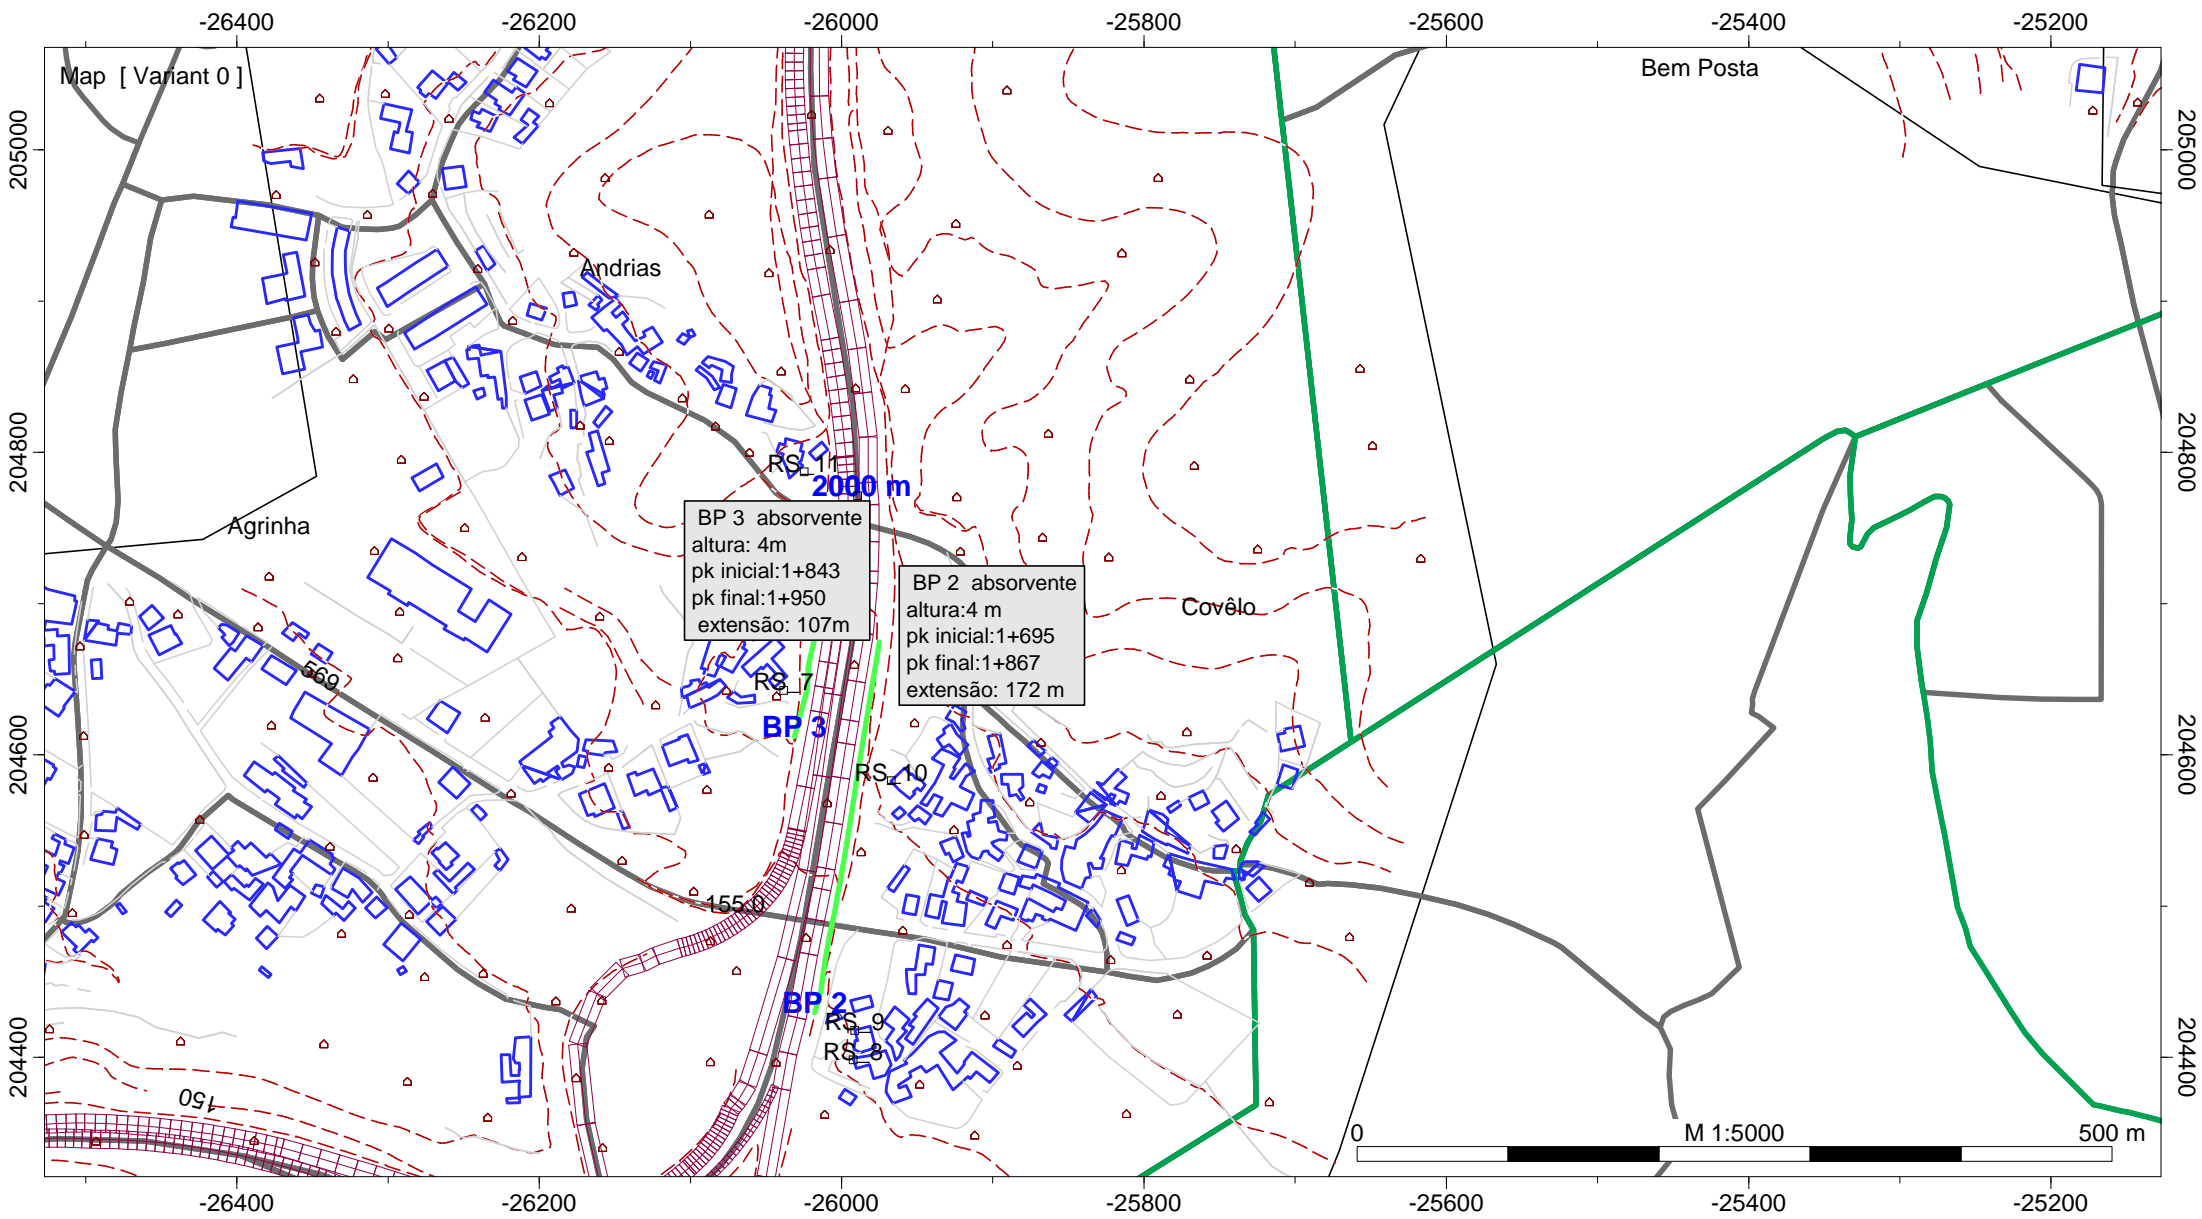 -26400 -26200 -26000 -25800 -25600 -25400 -25200
Map [ Variant 0 ]
Bem Posta
205000
205000
Andrias
204800
204800
RS_11
2000 m
Agrinha
BP 3 absorvente
altura: 4m
pk inicial:1+843
pk final:1+950
extensão: 107m
BP 2 absorvente
altura:4 m
pk inicial:1+695
pk final:1+867
extensão: 172 m
Covêlo
569
RS_7
BP 3
204600
204600
RS_10
155.0
BP 2
RS_9
RS_8
204400
204400
150
0 M 1:5000 500 m
-26400 -26200 -26000 -25800 -25600 -25400 -25200